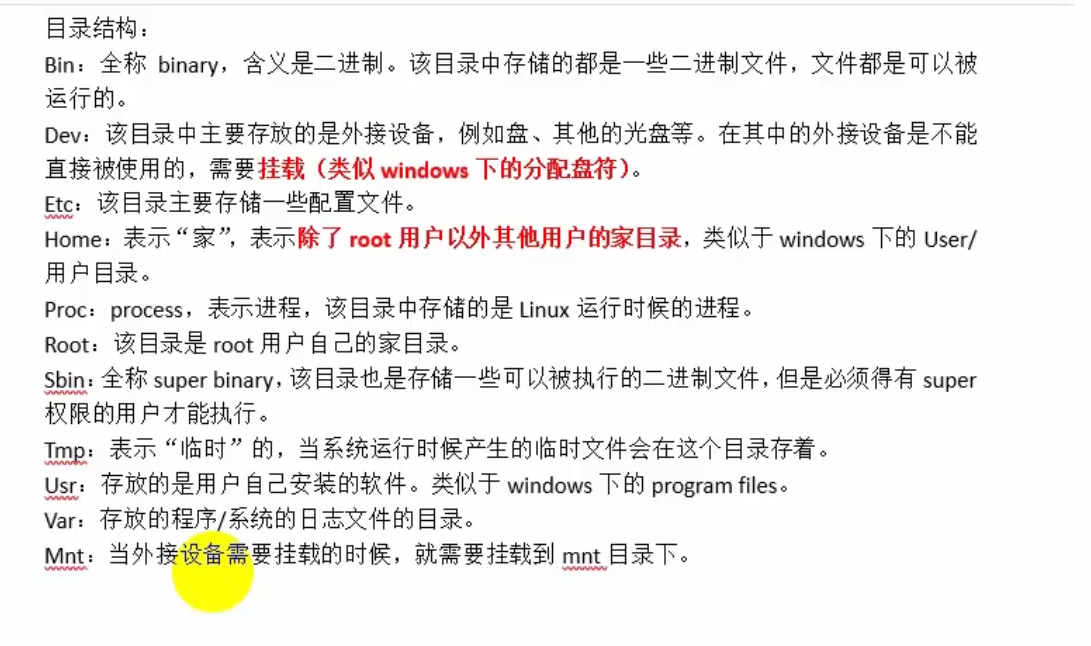 目录结构：
Bin：全称 binary，含义是二进制。该目录中存储的都是一些二进制文件，文件都是可以被
运行的。
Dev：该目录中主要存放的是外接设备，例如盘、其他的光盘等。在其中的外接设备是不能
直接被使用的，需要挂载（类似 windows 下的分配盘符）。
Etc：该目录主要存储一些配置文件。
Home：表示“家”，表示除了 root 用户以外其他用户的家目录，类似于 windows 下的 User/
用户目录。
Proc：process，表示进程，该目录中存储的是 Linux 运行时候的进程。
Root：该目录是 root 用户自己的家目录。
Sbin：全称 super binary，该目录也是存储一些可以被执行的二进制文件，但是必须得有 super
权限的用户才能执行。
Tmp：表示“临时”的，当系统运行时候产生的临时文件会在这个目录存着。
Usr：存放的是用户自己安装的软件。类似于 windows 下的 program files。
Var：存放的程序/系统的日志文件的目录。
Mnt：当外接设备需要挂载的时候，就需要挂载到 mnt 目录下。